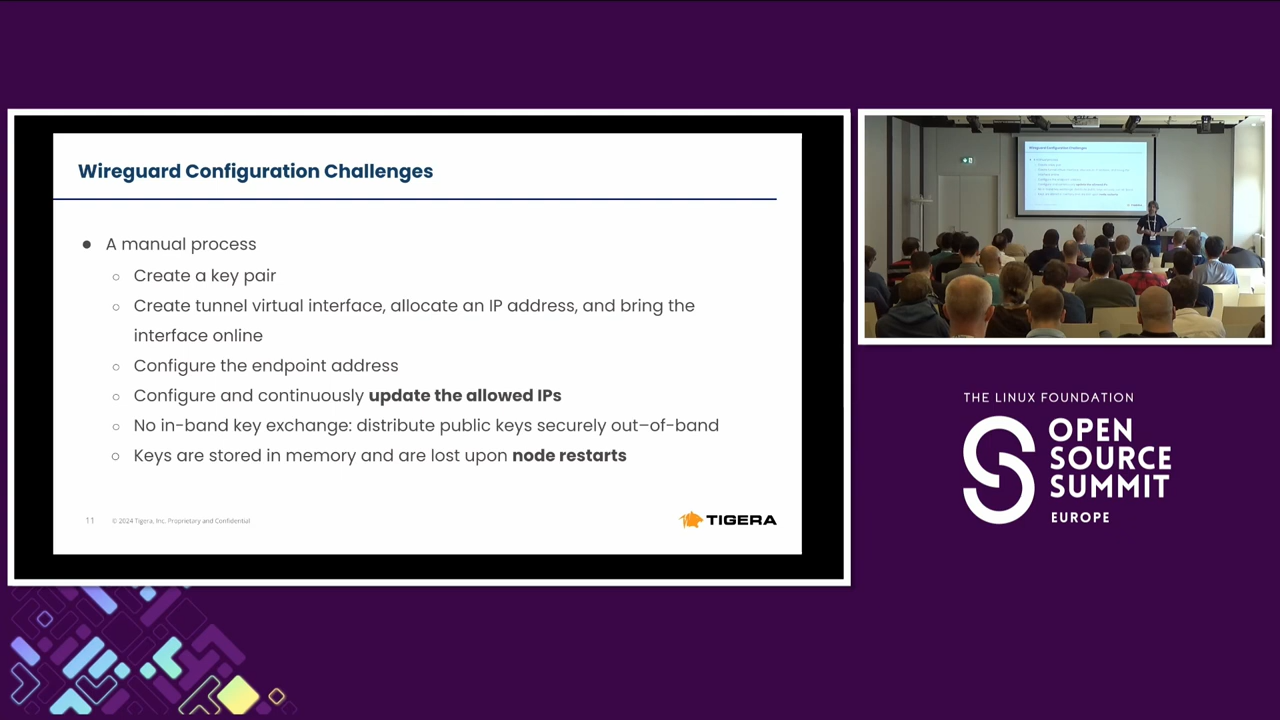 Wireguard Configuration Challenges
● A manual process
○ Create a key pair
○ Create tunnel virtual interface, allocate an IP address, and bring the
interface online
○ Configure the endpoint address
○ Configure and continuously update the allowed IPs
○ No in-band key exchange: distribute public keys securely out–of-band
○ Keys are stored in memory and are lost upon node restarts
11 © 2024 Tigera, Inc. Proprietary and Confidential
TIGERA
Wireguard Configuration Challenges
THE LINUX FOUNDATION
OPEN
SOURCE
SUMMIT
EUROPE